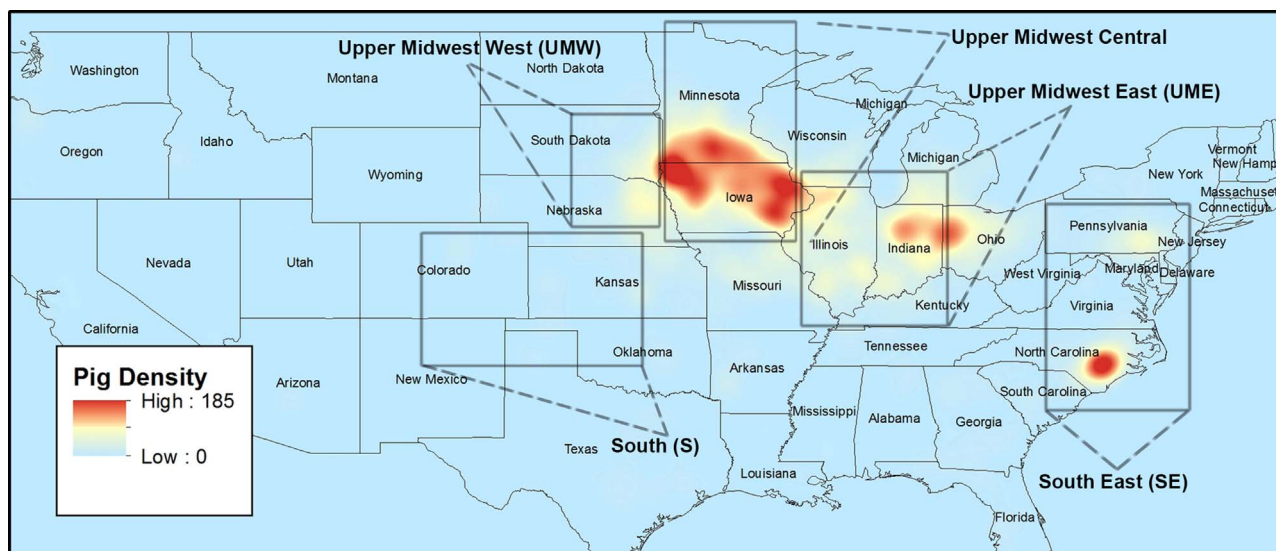 Upper Midwest West (UMW)
Upper Midwest Central
Upper Midwest East (UME)
Washington
Montana
North Dakota
Minnesota
Michigan
Oregon
Idaho
South Dakota
Wisconsin
Michigan
Vermont
New Hamp
Wyoming
New York
Massachuset
Connecticut
Nebraska
Iowa
Nevada
Utah
Colorado
Kansas
Missouri
Illinois
Indiana
Ohio
Pennsylvania
New Jersey
West Virginia
Maryland
Delaware
Kentucky
Virginia
California
Arizona
New Mexico
Oklahoma
Arkansas
Tennessee
North Carolina
South Carolina
Mississippi
Alabama
Georgia
Texas
Louisiana
Florida
South (S)
South East (SE)
Pig Density
High : 185
Low : 0